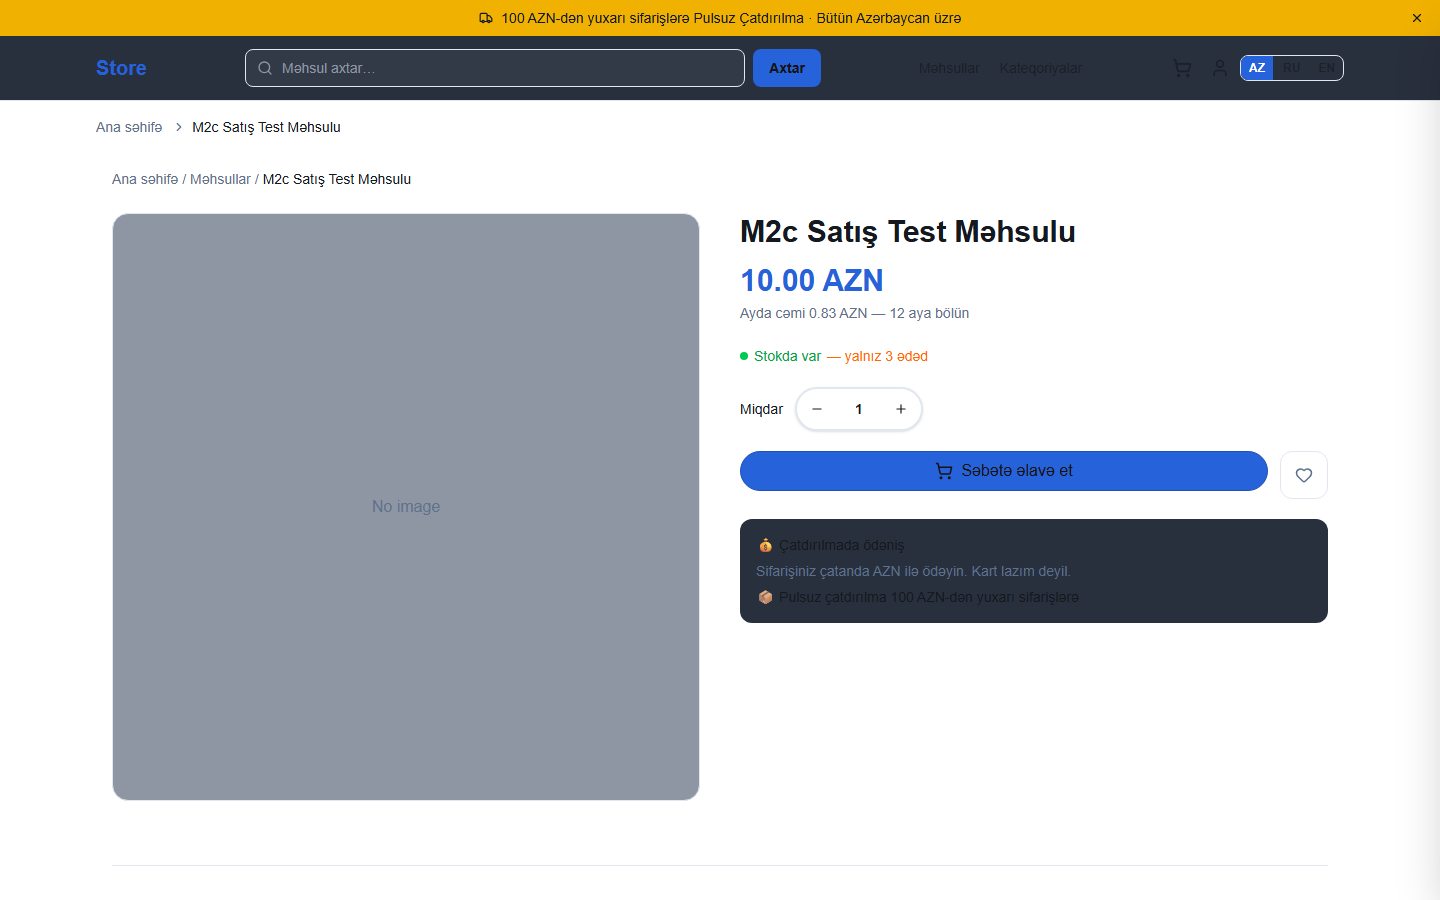 100 AZN-dən yuxarı sifarişlərə Pulsuz Çatdırılma · Bütün Azərbaycan üzrə
Store
Məhsul axtar...
Axtar
Məhsullar
Kateqoriyalar
AZ
RU
EN
Ana səhifə > M2c Satış Test Məhsulu
Ana səhifə / Məhsullar / M2c Satış Test Məhsulu
No image
M2c Satış Test Məhsulu
10.00 AZN
Ayda cəmi 0.83 AZN — 12 aya bölün
Stokda var — yalnız 3 ədəd
Miqdar
1
Səbətə əlavə et
Çatdırılmada ödəniş
Sifarişiniz çatanda AZN ilə ödəyin. Kart lazım deyil.
Pulsuz çatdırılma 100 AZN-dən yuxarı sifarişlərə